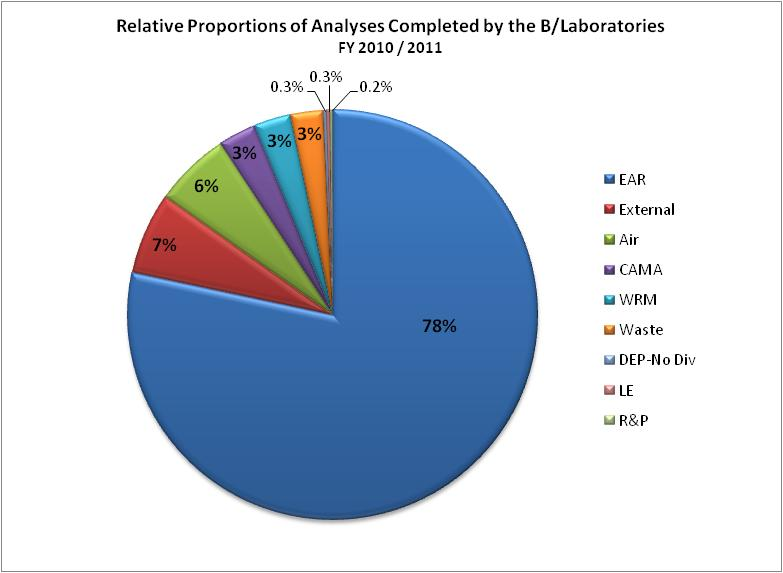 Relative Proportions of Analyses Completed by the B/Laboratories
FY 2010 / 2011
0.3%
0.3%
0.2%
3%
3%
3%
6%
7%
78%
EAR
External
Air
CAMA
WRM
Waste
DEP-No Div
LE
R&P